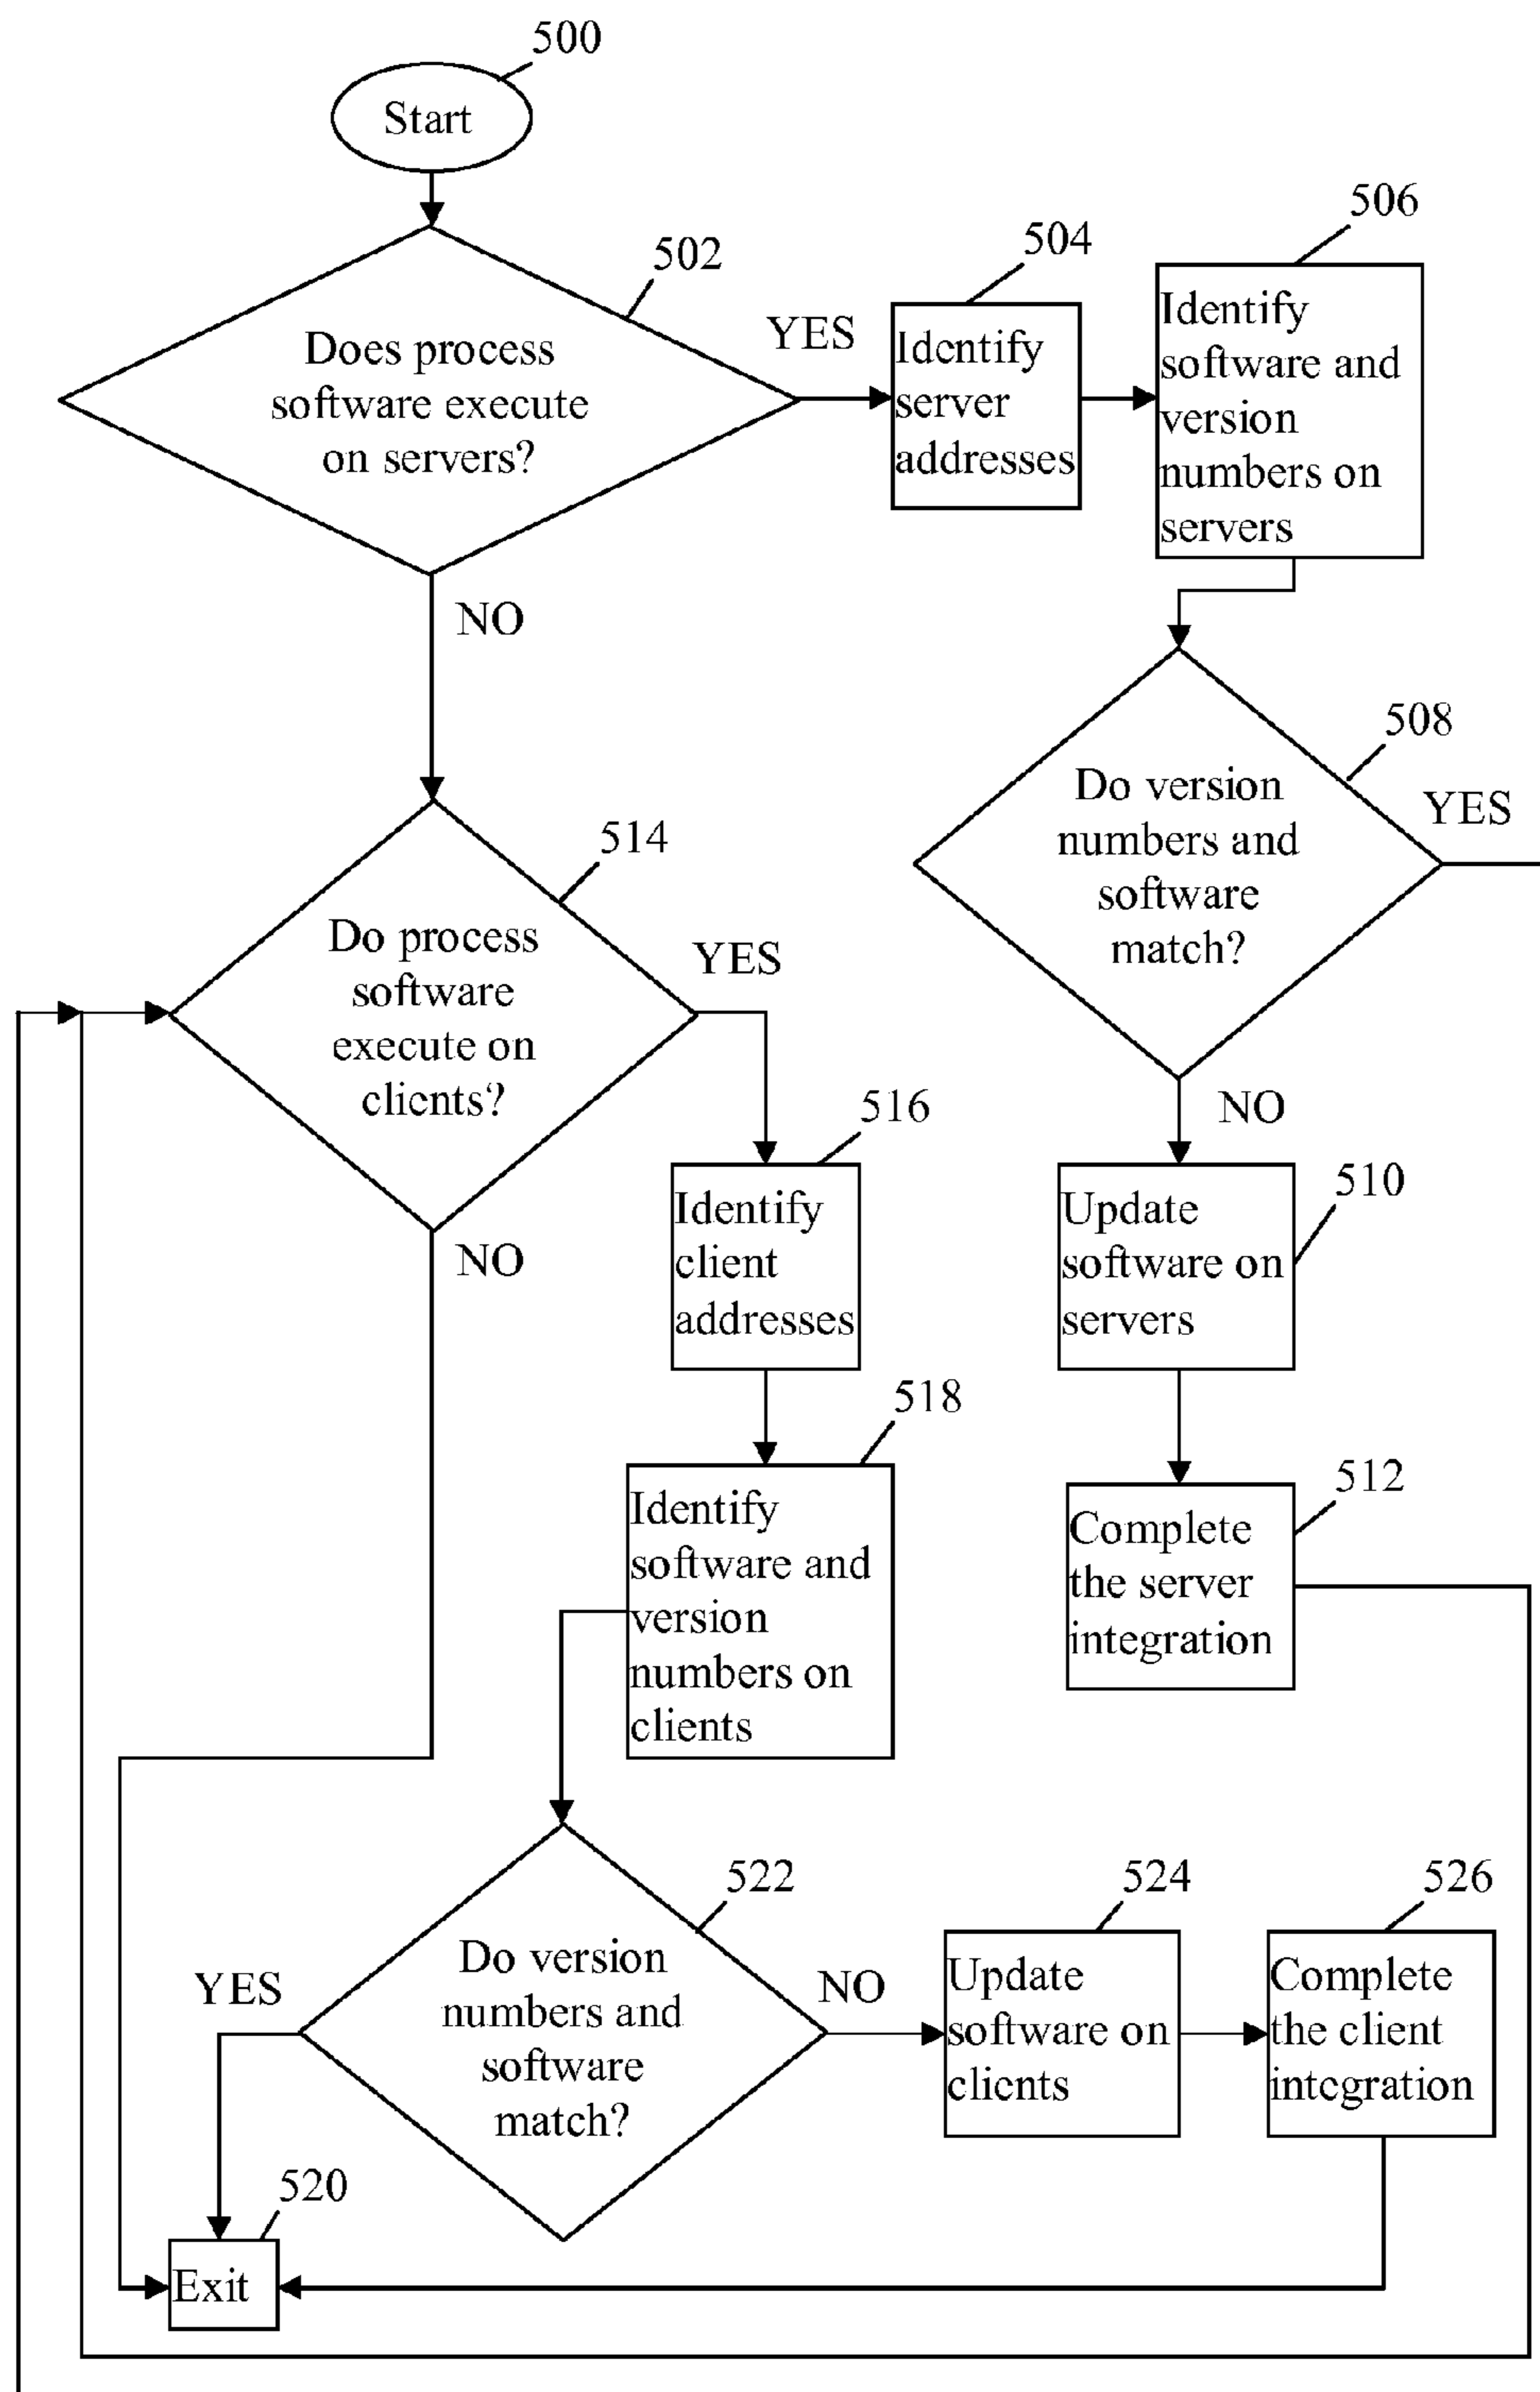 500
Start
502
Does process
software execute
on servers?
YES
504
Identify
server
addresses
506
Identify
software and
version
numbers on
servers
NO
508
Do version
numbers and
software
match?
YES
514
Do process
software
execute on
clients?
YES
NO
516
Identify
client
addresses
NO
510
Update
software on
servers
518
Identify
software and
version
numbers on
clients
512
Complete
the server
integration
522
Do version
numbers and
software
match?
YES
NO
524
Update
software on
clients
526
Complete
the client
integration
520
Exit